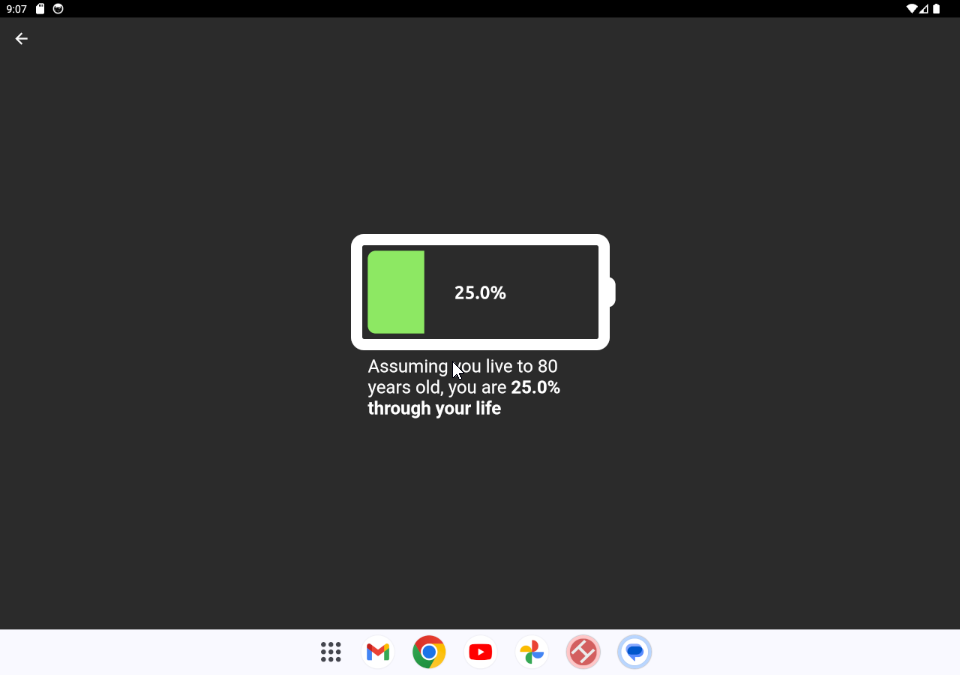 9:07
25.0%
Assuming you live to 80
years old, you are 25.0%
through your life